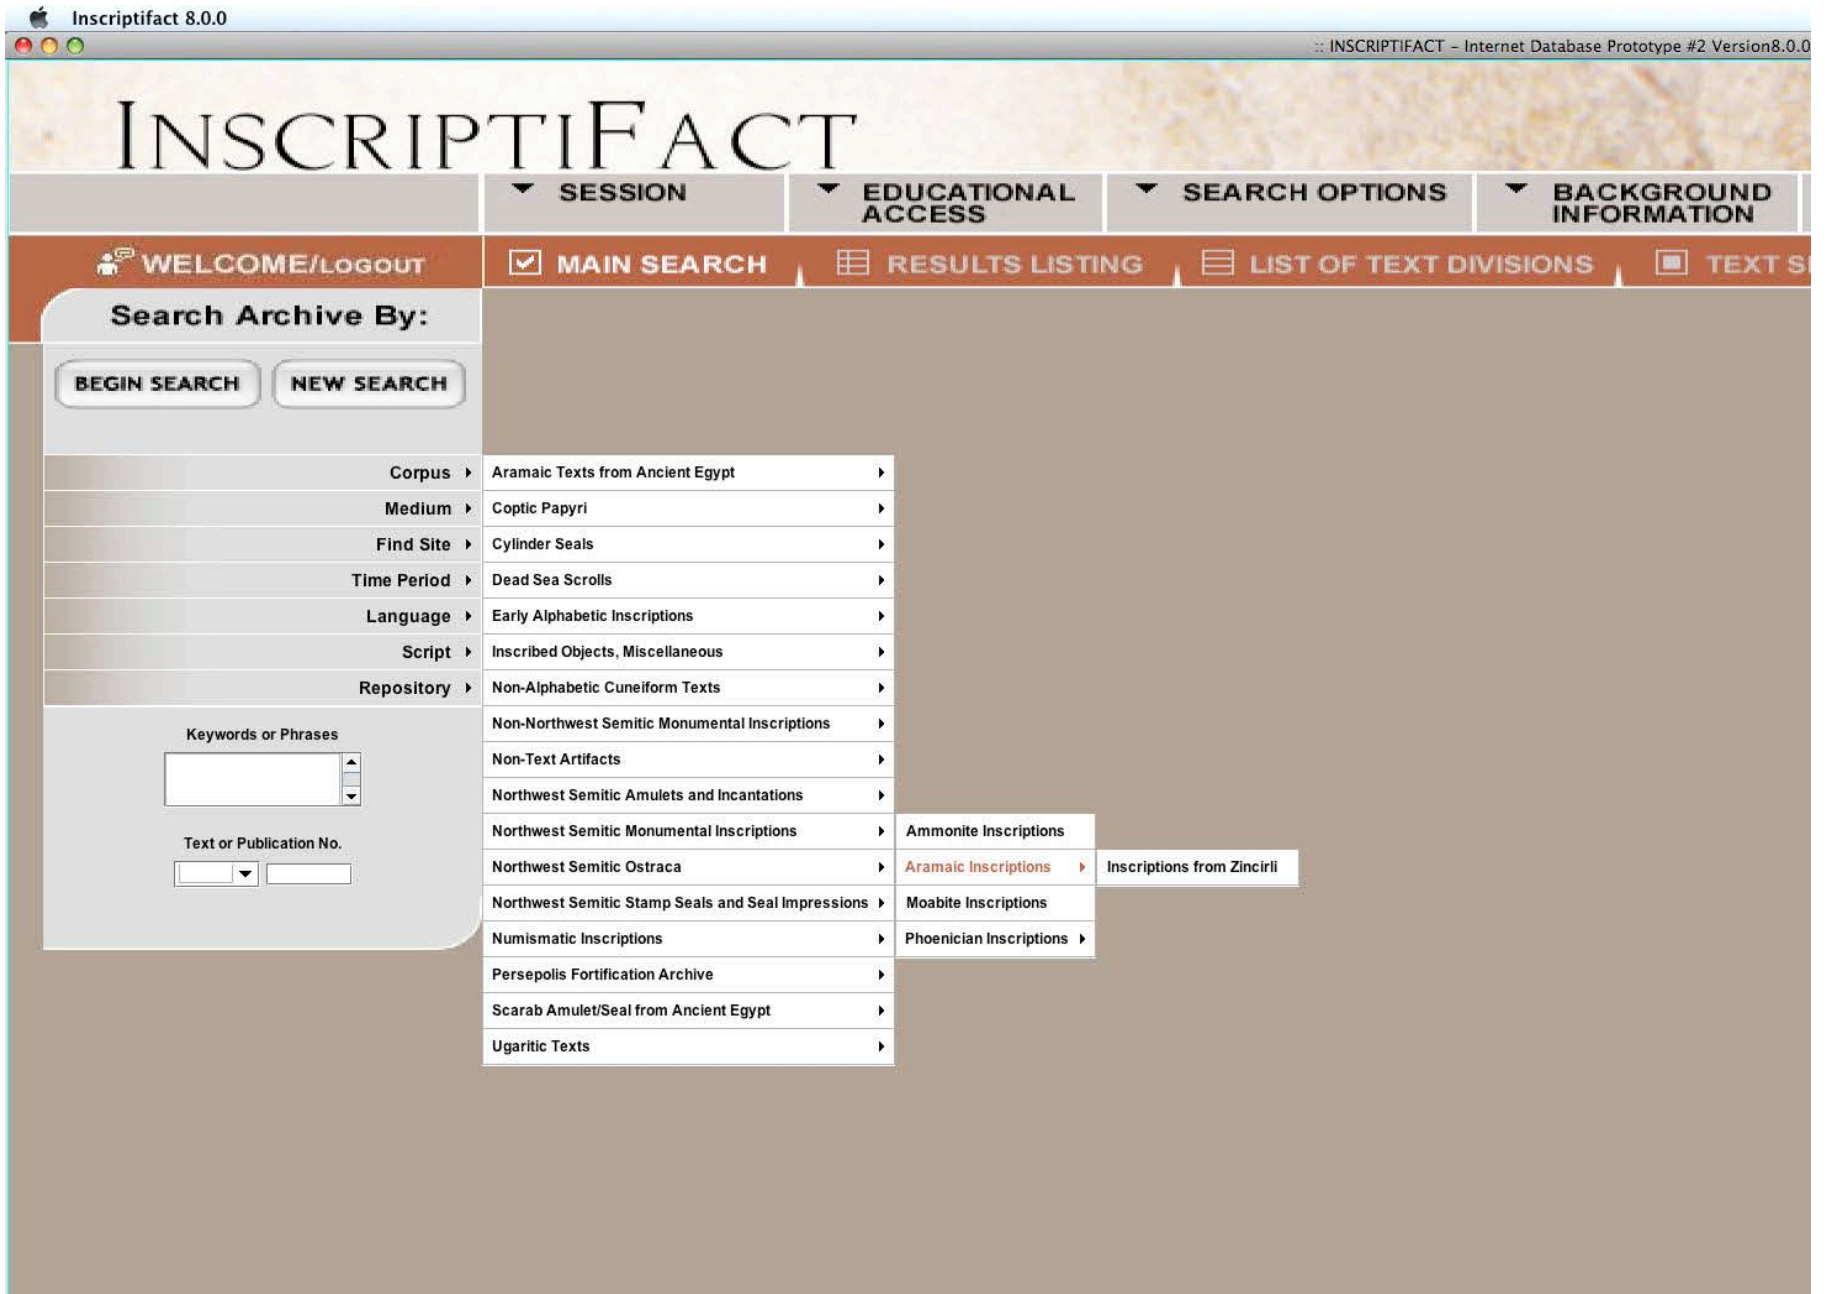 Inscriptifact 8.0.0
:: INSCRIPTIFACT – Internet Database Prototype #2 Version8.0.0
INSCRIPTIFACT
SESSION
EDUCATIONAL
ACCESS
SEARCH OPTIONS
BACKGROUND
INFORMATION
WELCOME/LOGOUT
MAIN SEARCH
RESULTS LISTING
LIST OF TEXT DIVISIONS
TEXT
Search Archive By:
BEGIN SEARCH
NEW SEARCH
Corpus
Medium
Find Site
Time Period
Language
Script
Repository
Keywords or Phrases
Text or Publication No.
Aramaic Texts from Ancient Egypt
Coptic Papyri
Cylinder Seals
Dead Sea Scrolls
Early Alphabetic Inscriptions
Inscribed Objects, Miscellaneous
Non-Alphabetic Cuneiform Texts
Non-Northwest Semitic Monumental Inscriptions
Non-Text Artifacts
Northwest Semitic Amulets and Incantations
Northwest Semitic Monumental Inscriptions
Northwest Semitic Ostraca
Northwest Semitic Stamp Seals and Seal Impressions
Numismatic Inscriptions
Persepolis Fortification Archive
Scarab Amulet/Seal from Ancient Egypt
Ugaritic Texts
Ammonite Inscriptions
Aramaic Inscriptions
Moabite Inscriptions
Phoenician Inscriptions
Inscriptions from Zincirli